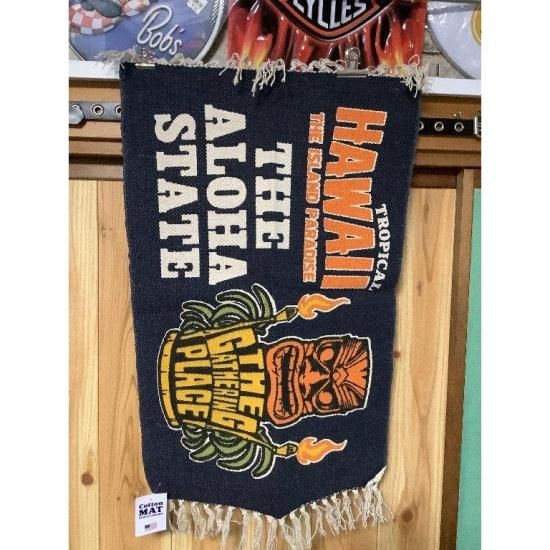 Bob's
CYCLES
TROPICAL
HAWAII
THE ISLAND PARADISE
THE
ALOHA
STATE
THE
GATHERING
PLACE
Cotton
MAT